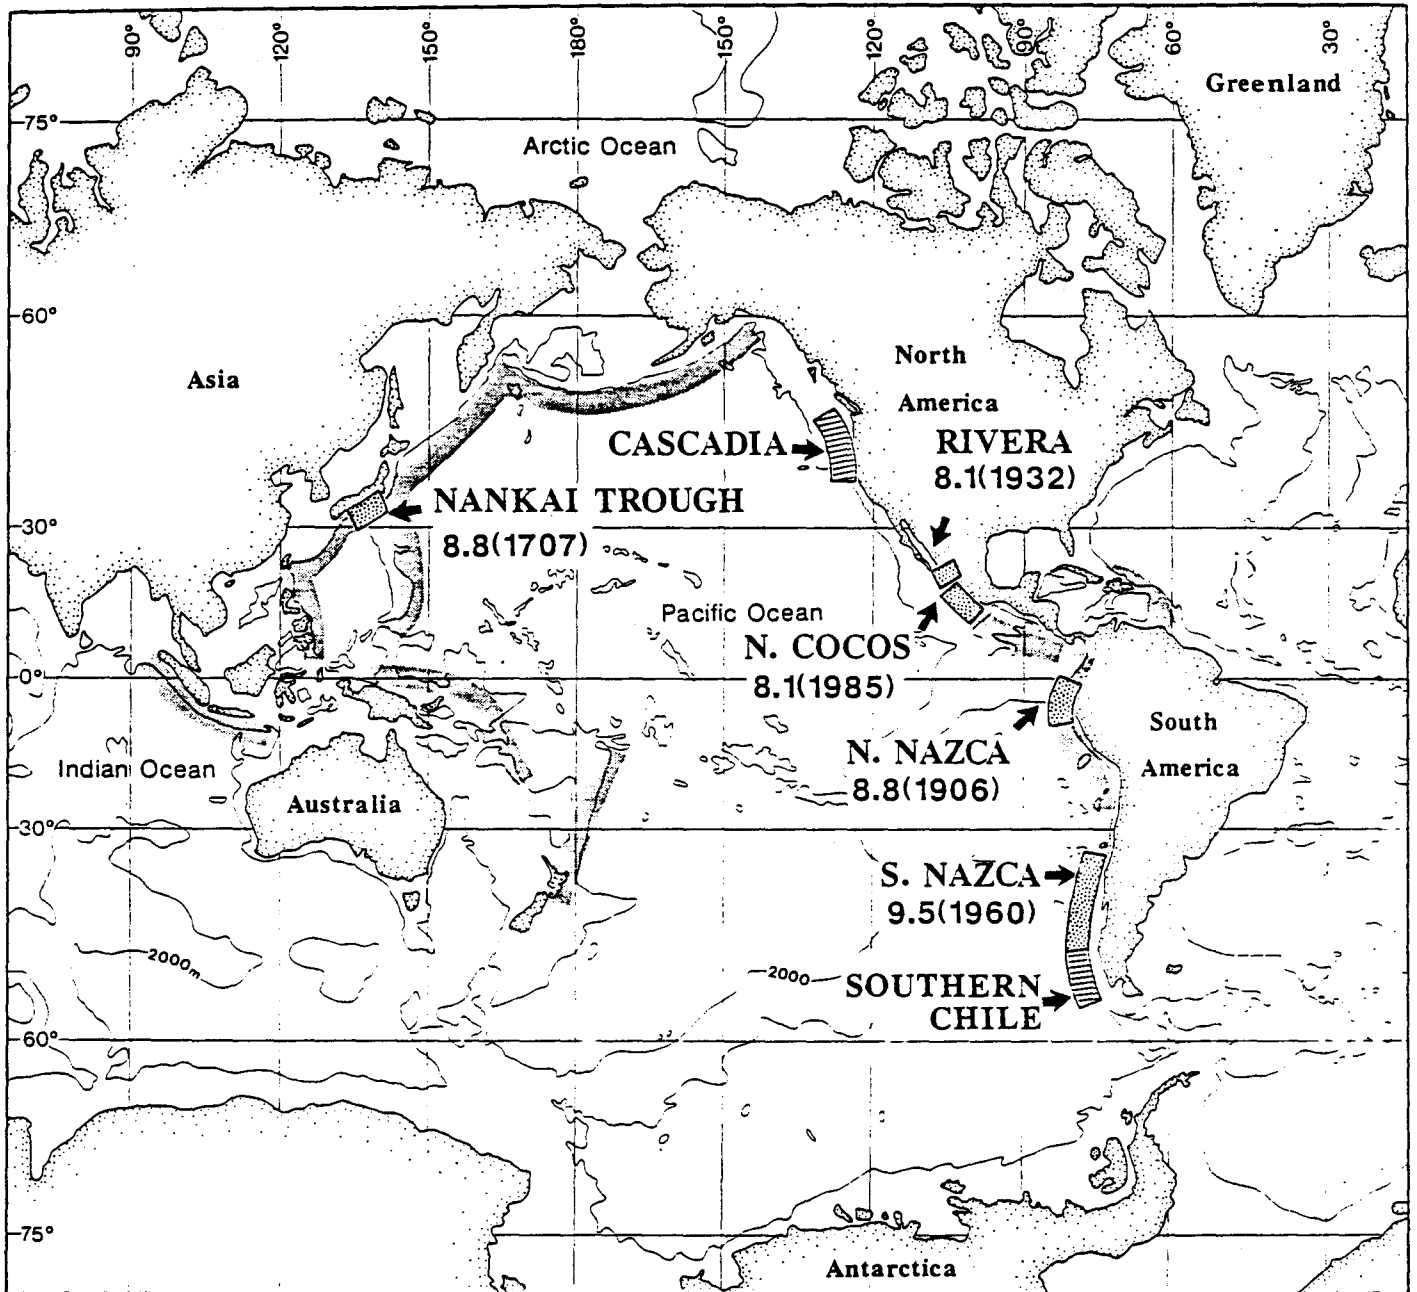 90°
120°
150°
180°
150°
120°
90°
60°
30°
Greenland
75°
Arctic Ocean
60°
North
America
Asia
CASCADIA
RIVERA
8.1(1932)
NANKAI TROUGH
8.8(1707)
30°
Pacific Ocean
N. COCOS
8.1(1985)
0°
South
America
N. NAZCA
8.8(1906)
Indian Ocean
Australia
30°
S. NAZCA
9.5(1960)
2000m
2000
SOUTHERN
CHILE
60°
75°
Antarctica